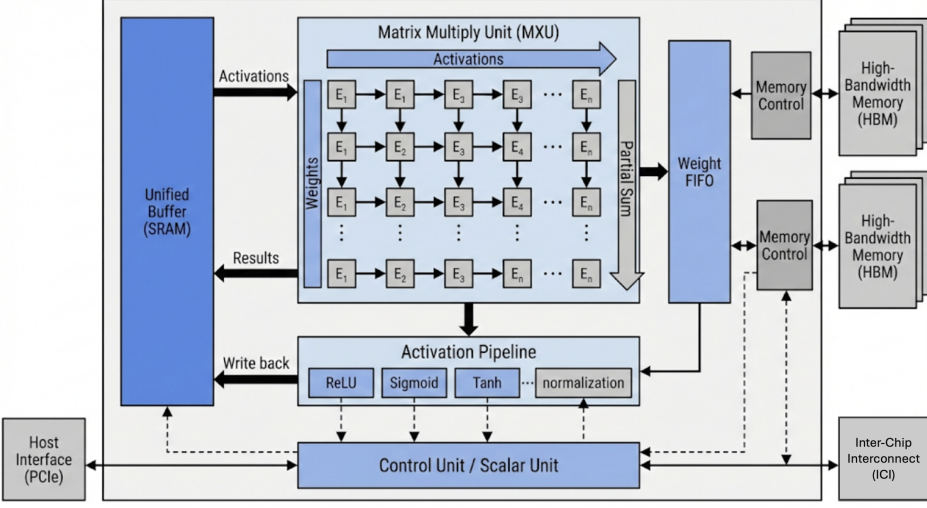 Matrix Multiply Unit (MXU)
Activations
Activations
E1 E1 E3 E3 ... En
E1 E2 E3 E4 ... En
E1 E2 E3 E4 ... En
E1 E2 E3 En ... En
Weights
Partial Sum
Unified
Buffer
(SRAM)
Results
Weight
FIFO
Memory
Control
High-
Bandwidth
Memory
(HBM)
Memory
Control
High-
Bandwidth
Memory
(HBM)
Write back
Activation Pipeline
ReLU Sigmoid Tanh ... normalization
Host
Interface
(PCIe)
Control Unit / Scalar Unit
Inter-Chip
Interconnect
(ICI)